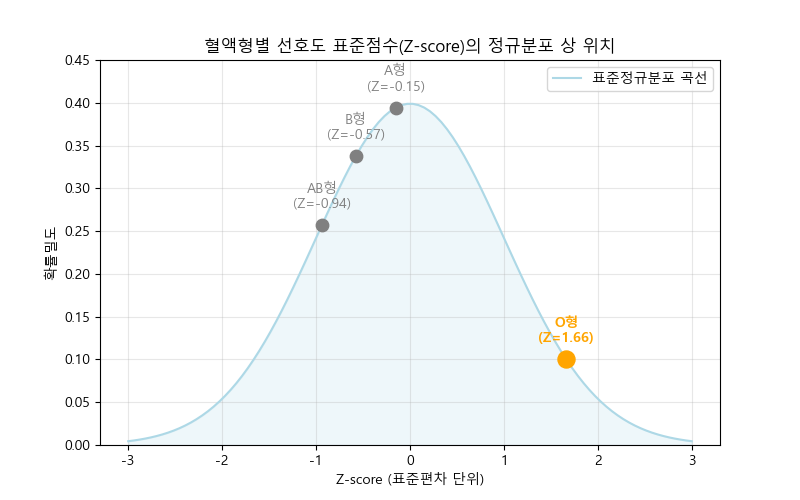 혈액형별 선호도 표준점수(Z-score)의 정규분포 상 위치
표준정규분포 곡선
A형
(Z=-0.15)
B형
(Z=-0.57)
AB형
(Z=-0.94)
O형
(Z=1.66)
확률밀도
0.45
0.40
0.35
0.30
0.25
0.20
0.15
0.10
0.05
0.00
-3 -2 -1 0 1 2 3
Z-score (표준편차 단위)